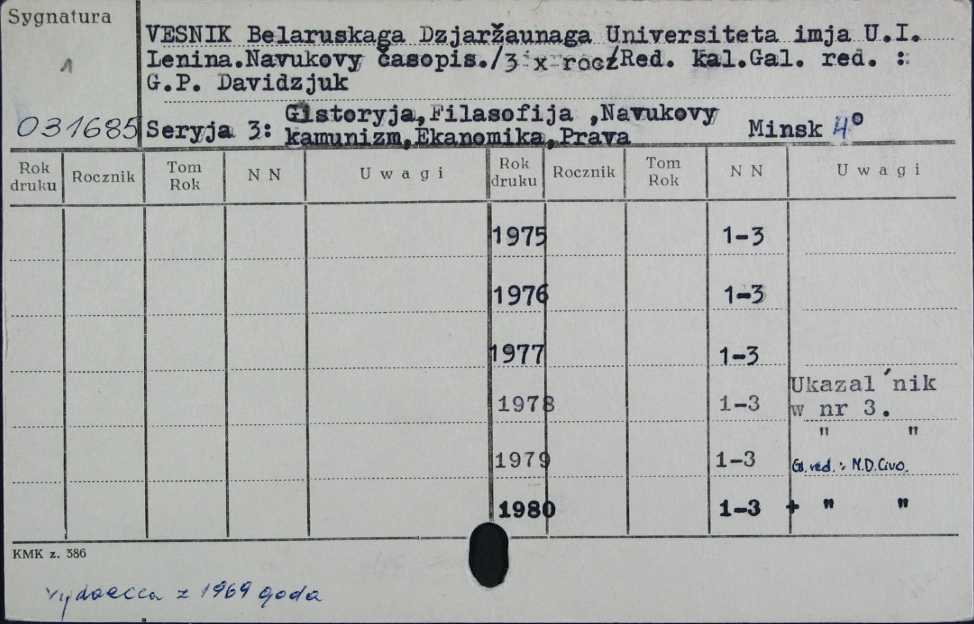 Sygnatura
1
031685
VESNIK Belaruskaga Dzjaržaunaga Universiteta imja U.I.
Lenina.Navukovy časopis./3 x rocz/Red. kal.Gal. red. :
G.P. Davidzjuk
Seryja 3: Gistoryja,Filasofija ,Navukovy
kamunizm,Ekanomika,Prava Minsk 4°
Rok druku Rocznik Tom Rok N N U w a g i Rok druku Rocznik Tom Rok N N U w a g i
1975 1-3
1976 1-3
1977 1-3
1978 1-3 Ukazal'nik
w nr 3.
" "
1979 1-3 Gl. red. : N.D.Civo.
1980 1-3 + " "
KMK z. 386
vydaecca z 1969 goda